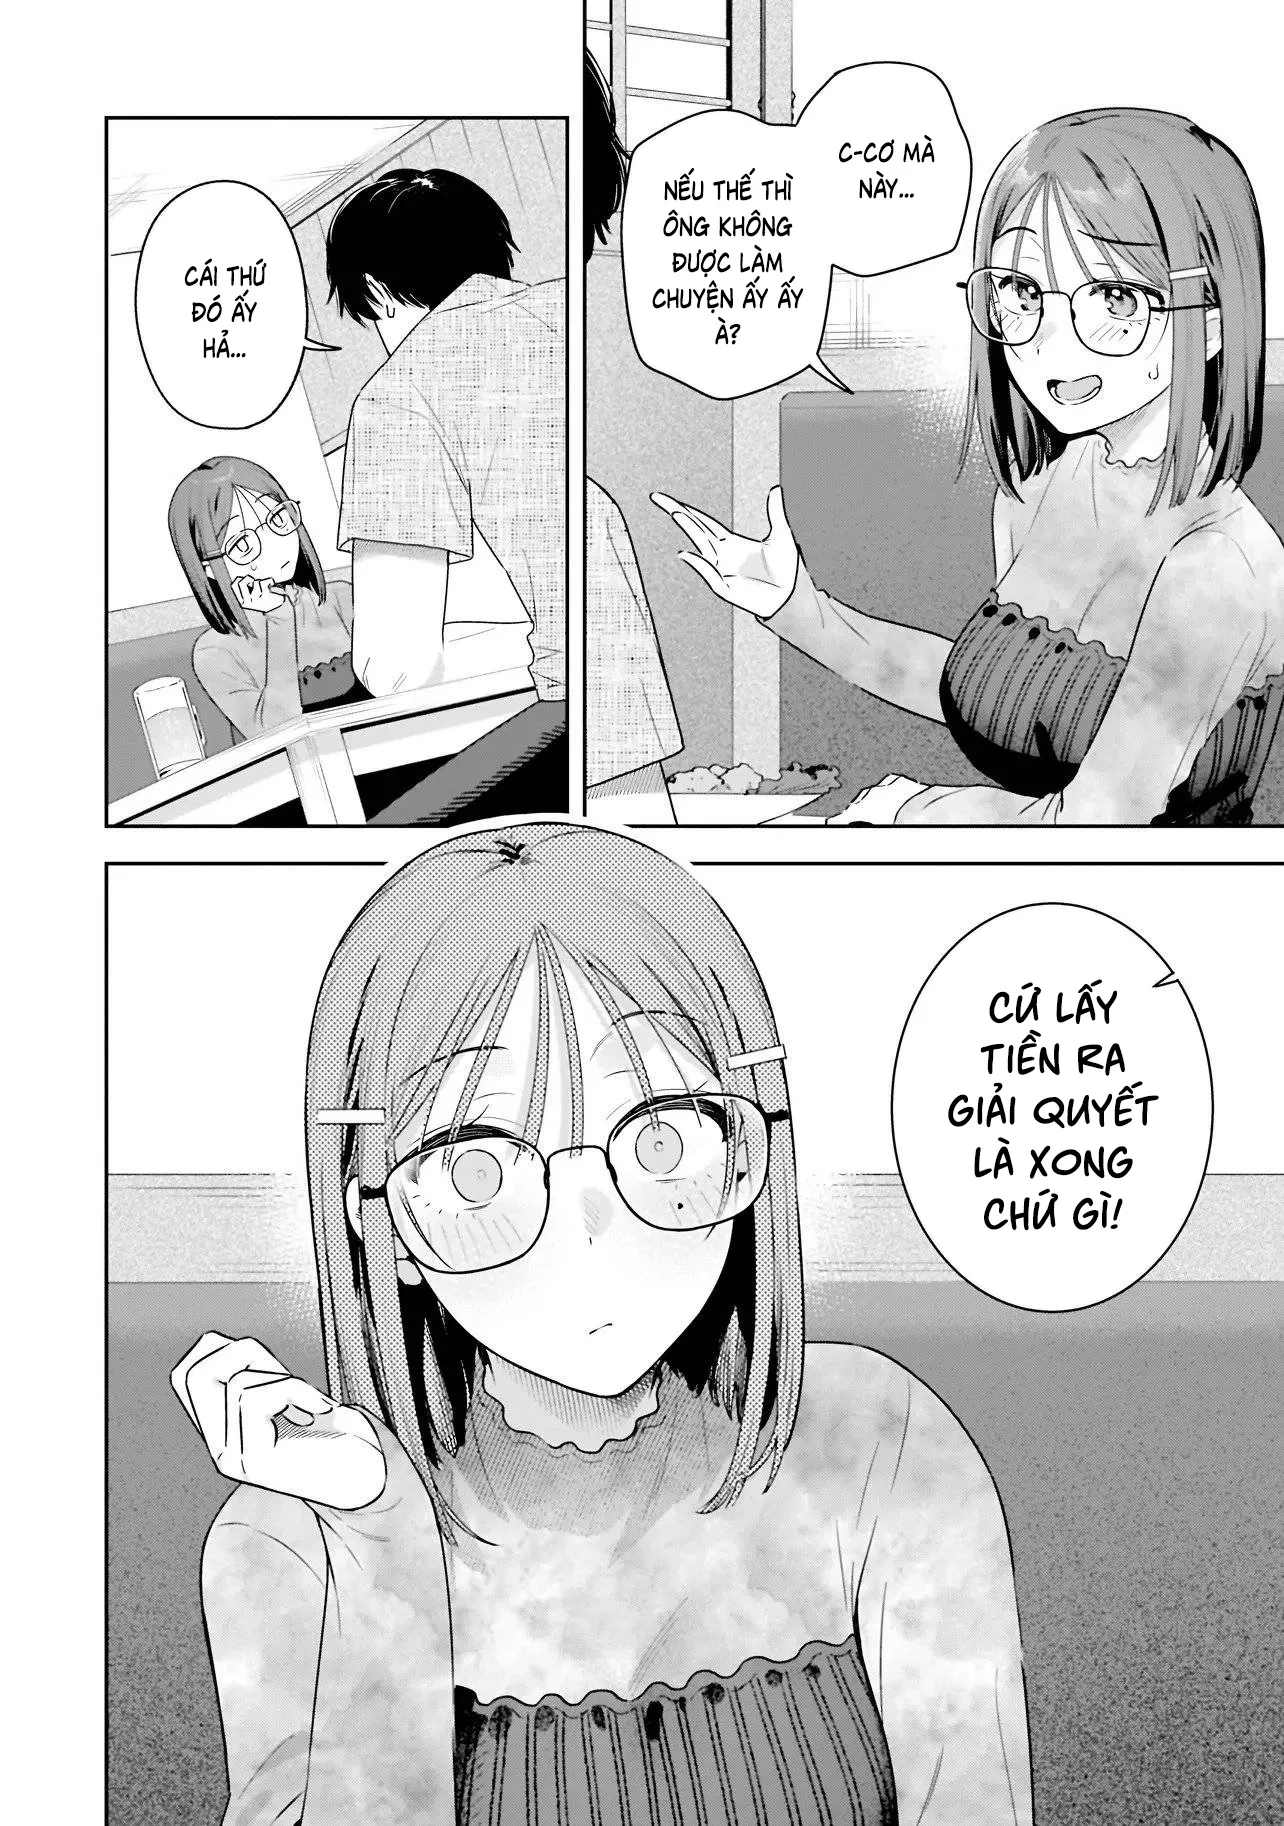 C-CƠ MÀ
NÀY...
NẾU THẾ THÌ
ÔNG KHÔNG
ĐƯỢC LÀM
CHUYỆN ẤY ẤY
À?
CÁI THỨ
ĐÓ ẤY
HẢ...
CỨ LẤY
TIỀN RA
GIẢI QUYẾT
LÀ XONG
CHỨ GÌ!